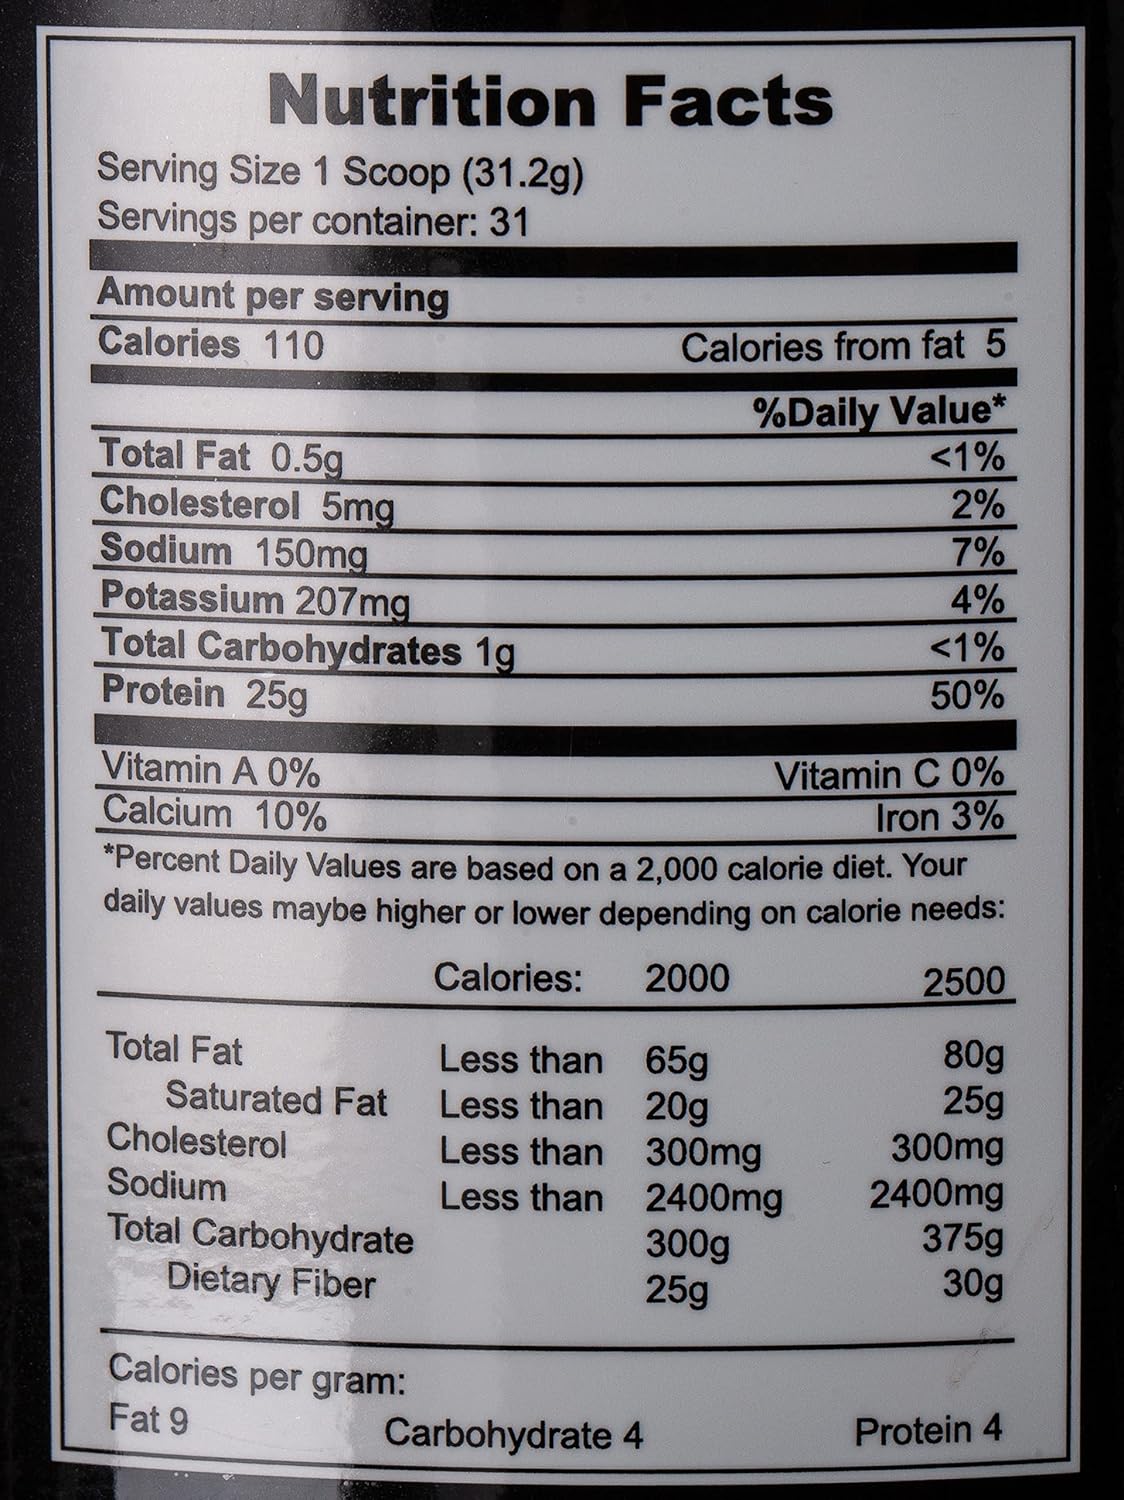 Nutrition Facts
Serving Size 1 Scoop (31.2g)
Servings per container: 31
Amount per serving
Calories 110 Calories from fat 5
%Daily Value*
Total Fat 0.5g <1%
Cholesterol 5mg 2%
Sodium 150mg 7%
Potassium 207mg 4%
Total Carbohydrates 1g <1%
Protein 25g 50%
Vitamin A 0% Vitamin C 0%
Calcium 10% Iron 3%
*Percent Daily Values are based on a 2,000 calorie diet. Your
daily values maybe higher or lower depending on calorie needs:
Calories: 2000 2500
Total Fat Less than 65g 80g
Saturated Fat Less than 20g 25g
Cholesterol Less than 300mg 300mg
Sodium Less than 2400mg 2400mg
Total Carbohydrate 300g 375g
Dietary Fiber 25g 30g
Calories per gram:
Fat 9 Carbohydrate 4 Protein 4